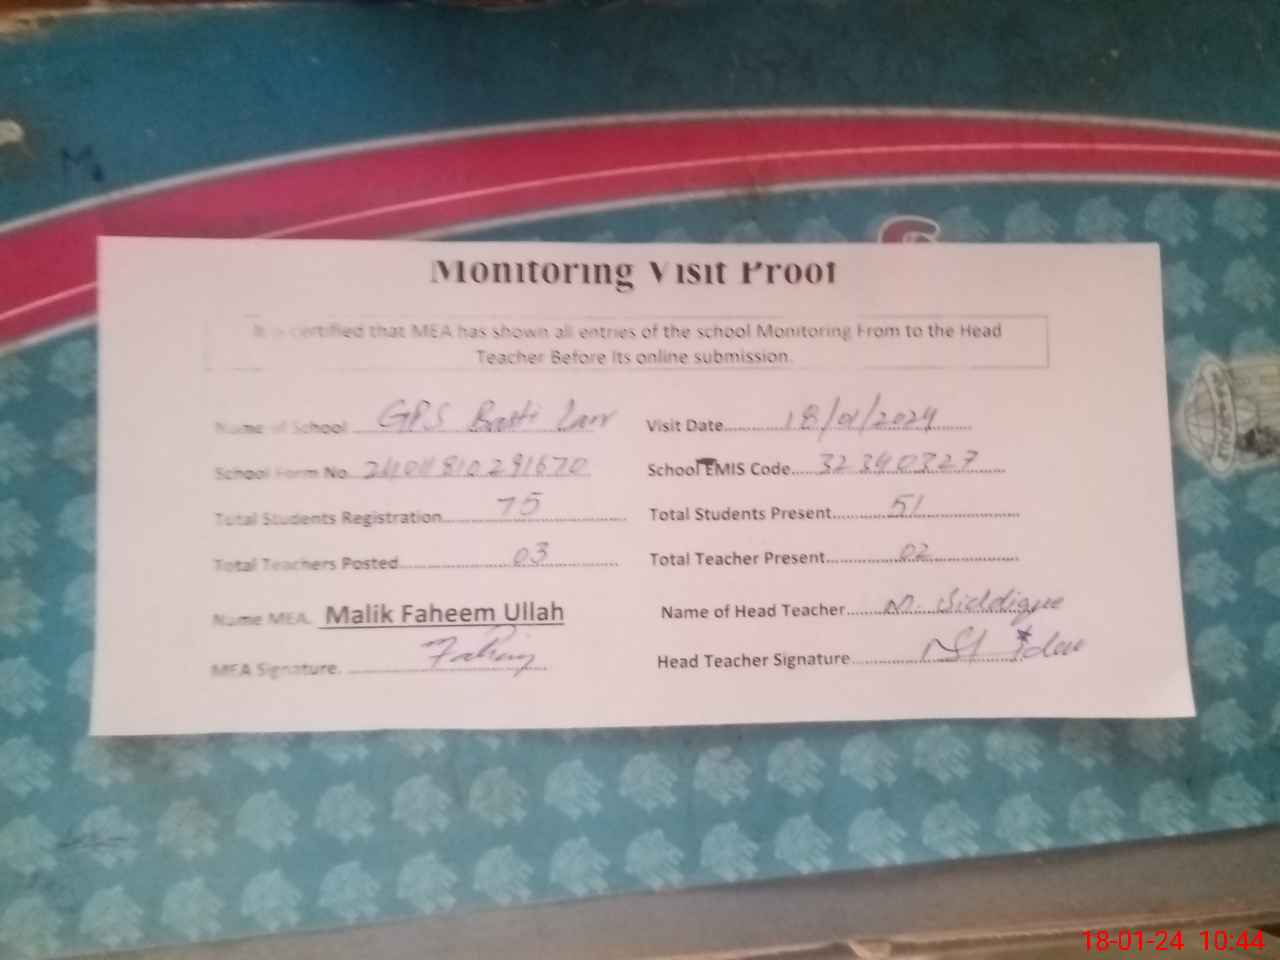 Monitoring Visit Proof
It is certified that MEA has shown all entries of the school Monitoring From to the Head
Teacher Before Its online submission.
Name of School GPS Basti Larr Visit Date 18/01/2024
School Form No. 24011810291670 School EMIS Code 32340327
Total Students Registration 75 Total Students Present 51
Total Teachers Posted 03 Total Teacher Present 02
Name MEA. Malik Faheem Ullah Name of Head Teacher M. Siddique
MEA Signature. Fahim Head Teacher Signature
18-01-24 10:44